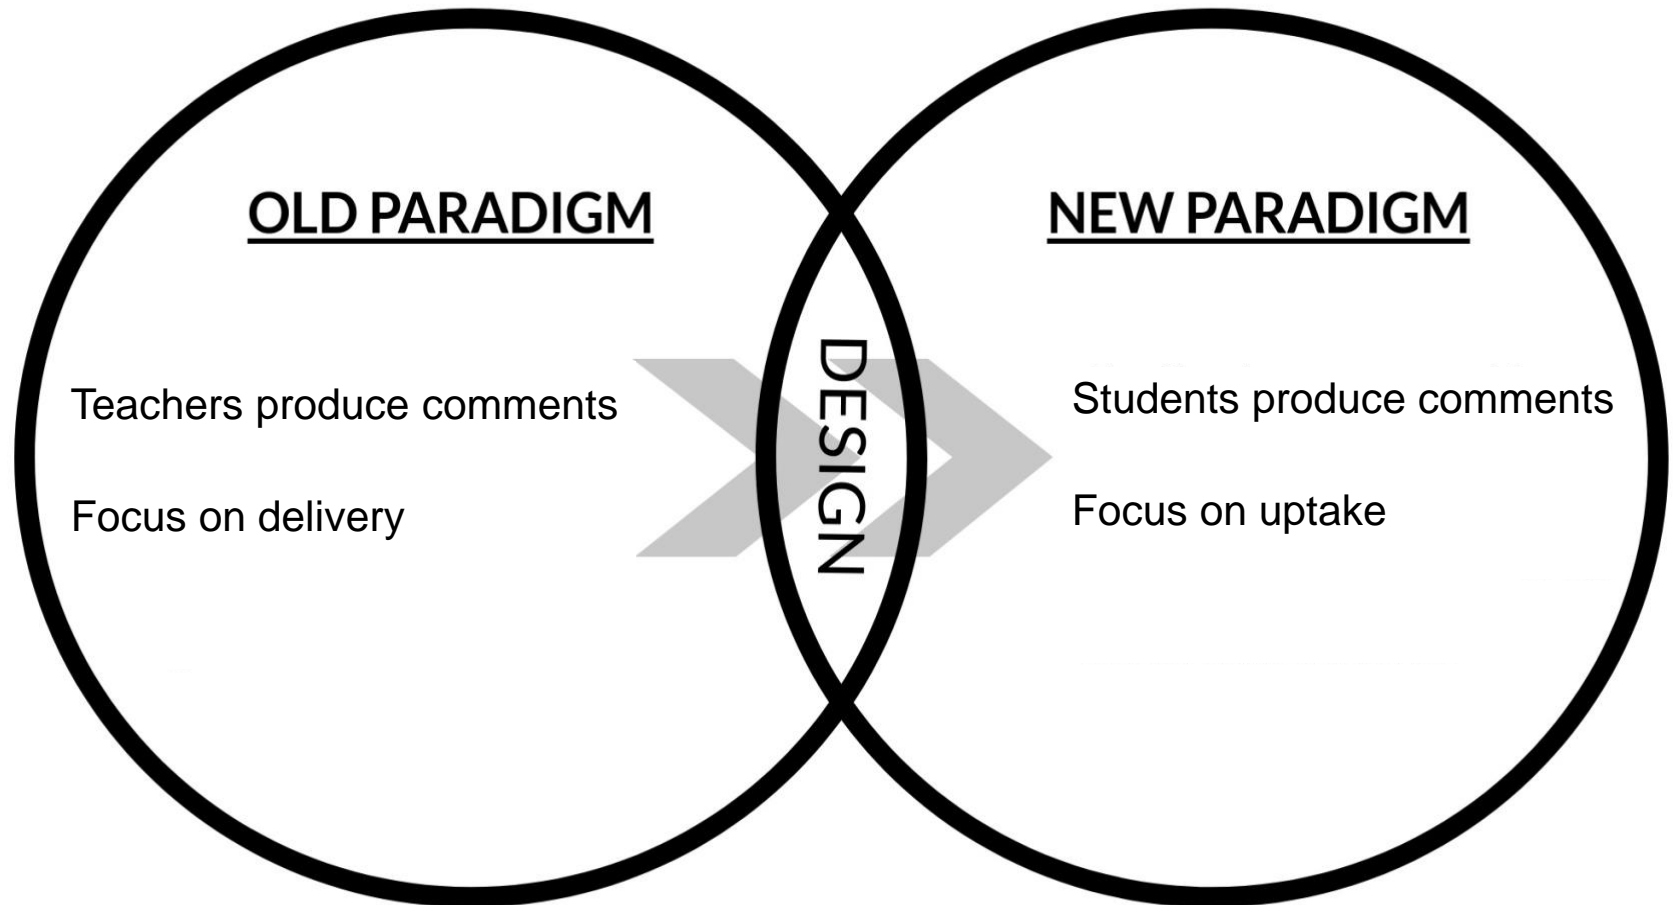 OLD PARADIGM
Teachers produce comments
Focus on delivery
DESIGN
NEW PARADIGM
Students produce comments
Focus on uptake